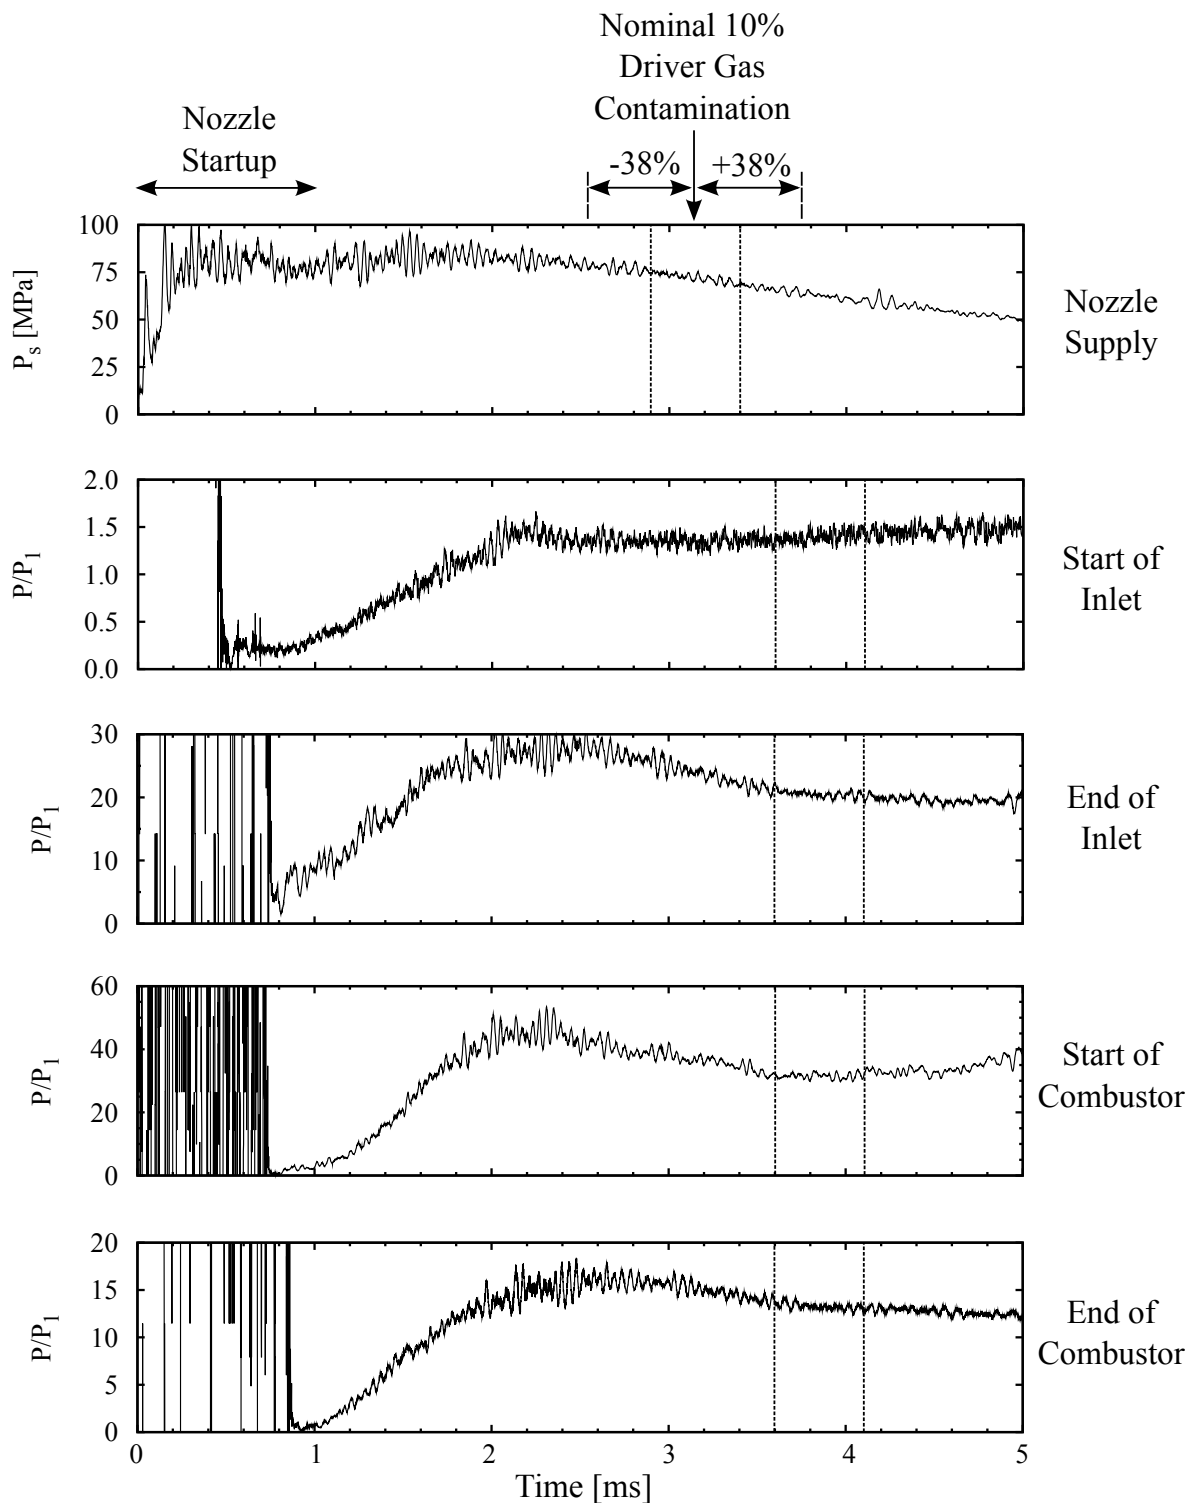 Nominal 10%
Driver Gas
Contamination
Nozzle
Startup
-38%
+38%
100
75
50
25
0
P_s [MPa]
Nozzle
Supply
2.0
1.5
1.0
0.5
0.0
P/P_1
Start of
Inlet
30
20
10
0
P/P_1
End of
Inlet
60
40
20
0
P/P_1
Start of
Combustor
20
15
10
5
0
P/P_1
End of
Combustor
0 1 2 3 4 5
Time [ms]